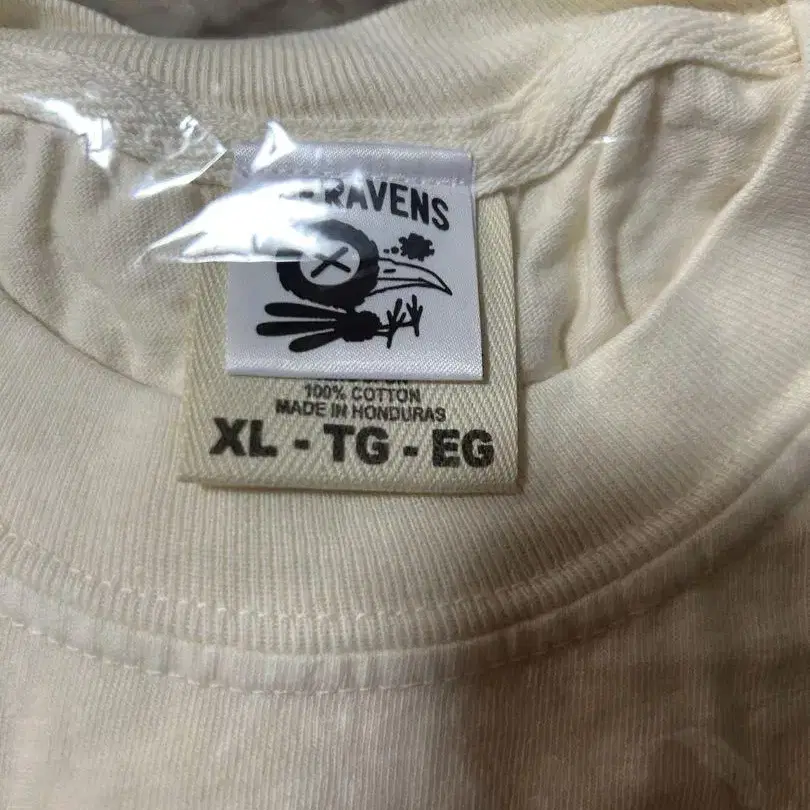 RAVENS
100% COTTON
MADE IN HONDURAS
XL - TG - EG